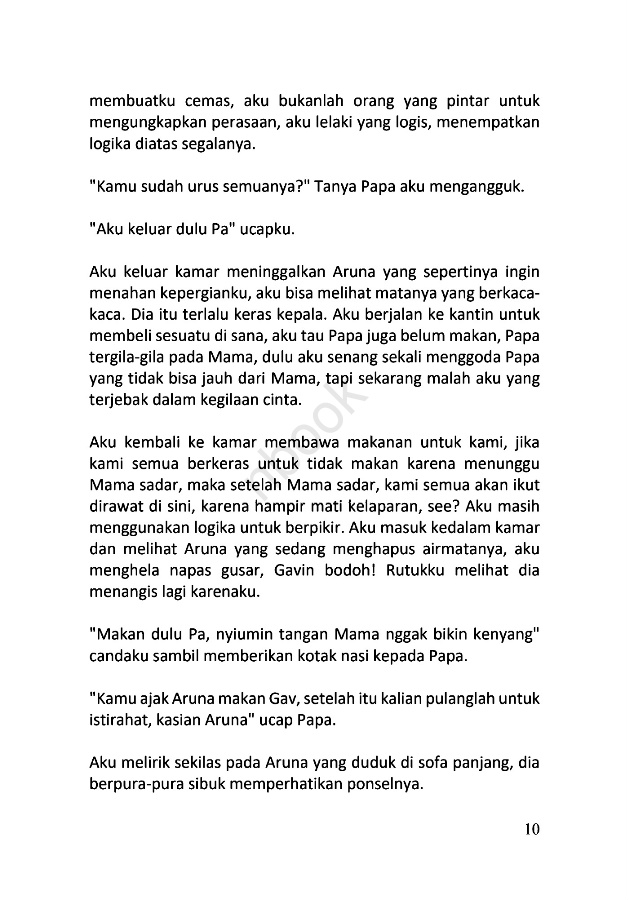 membuatku cemas, aku bukanlah orang yang pintar untuk
mengungkapkan perasaan, aku lelaki yang logis, menempatkan
logika diatas segalanya.
"Kamu sudah urus semuanya?" Tanya Papa aku mengangguk.
"Aku keluar dulu Pa" ucapku.
Aku keluar kamar meninggalkan Aruna yang sepertinya ingin
menahan kepergianku, aku bisa melihat matanya yang berkaca-
kaca. Dia itu terlalu keras kepala. Aku berjalan ke kantin untuk
membeli sesuatu di sana, aku tau Papa juga belum makan, Papa
tergila-gila pada Mama, dulu aku senang sekali menggoda Papa
yang tidak bisa jauh dari Mama, tapi sekarang malah aku yang
terjebak dalam kegilaan cinta.
Aku kembali ke kamar membawa makanan untuk kami, jika
kami semua berkeras untuk tidak makan karena menunggu
Mama sadar, maka setelah Mama sadar, kami semua akan ikut
dirawat di sini, karena hampir mati kelaparan, see? Aku masih
menggunakan logika untuk berpikir. Aku masuk kedalam kamar
dan melihat Aruna yang sedang menghapus airmatanya, aku
menghela napas gusar, Gavin bodoh! Rutukku melihat dia
menangis lagi karenaku.
"Makan dulu Pa, nyiumin tangan Mama nggak bikin kenyang"
candaku sambil memberikan kotak nasi kepada Papa.
"Kamu ajak Aruna makan Gav, setelah itu kalian pulanglah untuk
istirahat, kasian Aruna" ucap Papa.
Aku melirik sekilas pada Aruna yang duduk di sofa panjang, dia
berpura-pura sibuk memperhatikan ponselnya.
10